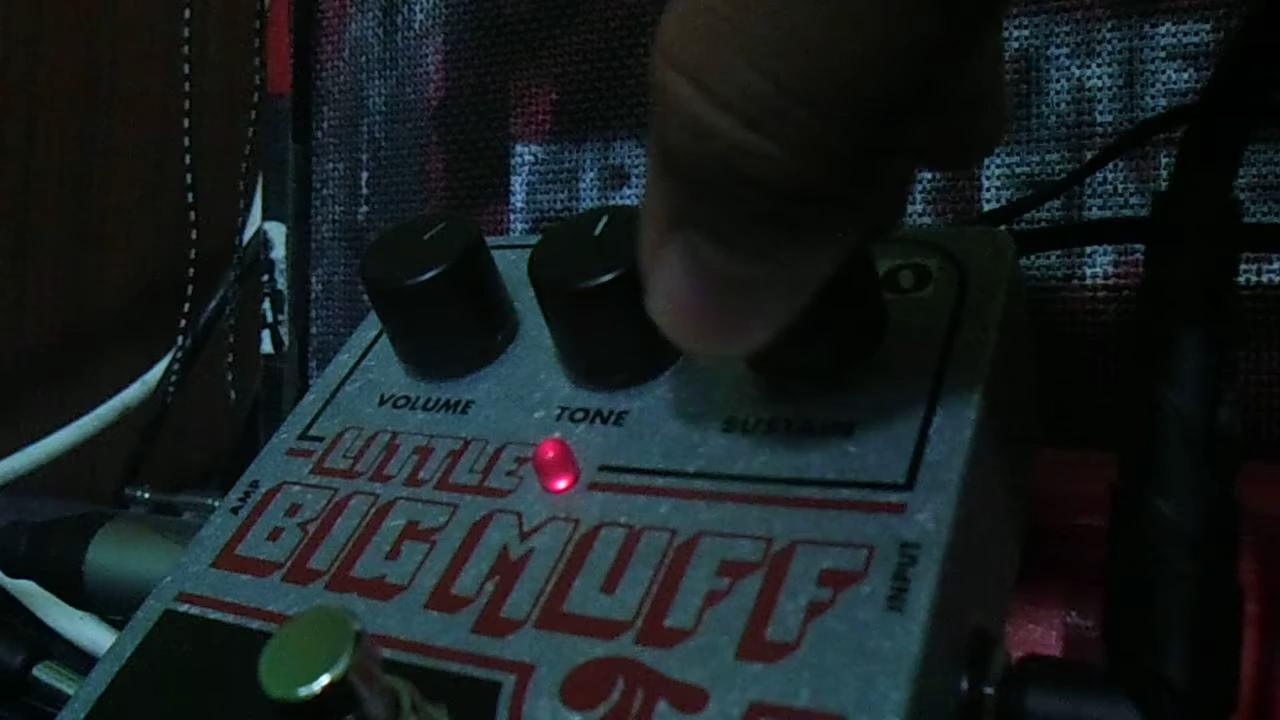 VOLUME TONE SUSTAIN
LITTLE
AMP
BIG MUFF
INPUT
π